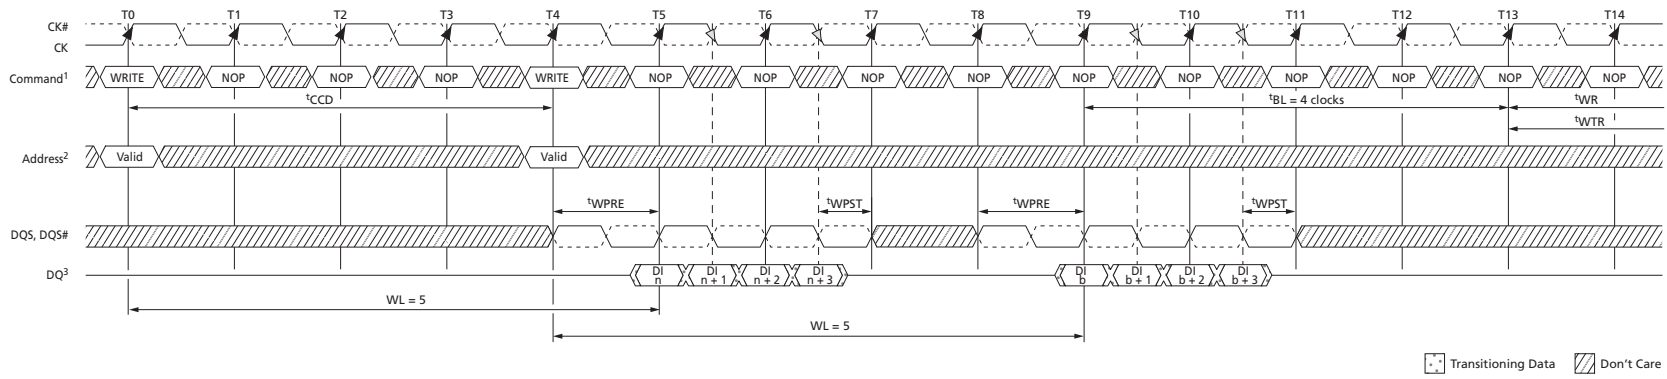 T0 T1 T2 T3 T4 T5 T6 T7 T8 T9 T10 T11 T12 T13 T14
CK#
CK
Command1 WRITE NOP NOP NOP WRITE NOP NOP NOP NOP NOP NOP NOP NOP NOP NOP
tCCD tBL = 4 clocks tWR
tWTR
Address2 Valid Valid
tWPRE tWPST tWPRE tWPST
DQS, DQS#
DQ3 DI n DI n + 1 DI n + 2 DI n + 3 DI b DI b + 1 DI b + 2 DI b + 3
WL = 5
WL = 5
Transitioning Data Don't Care